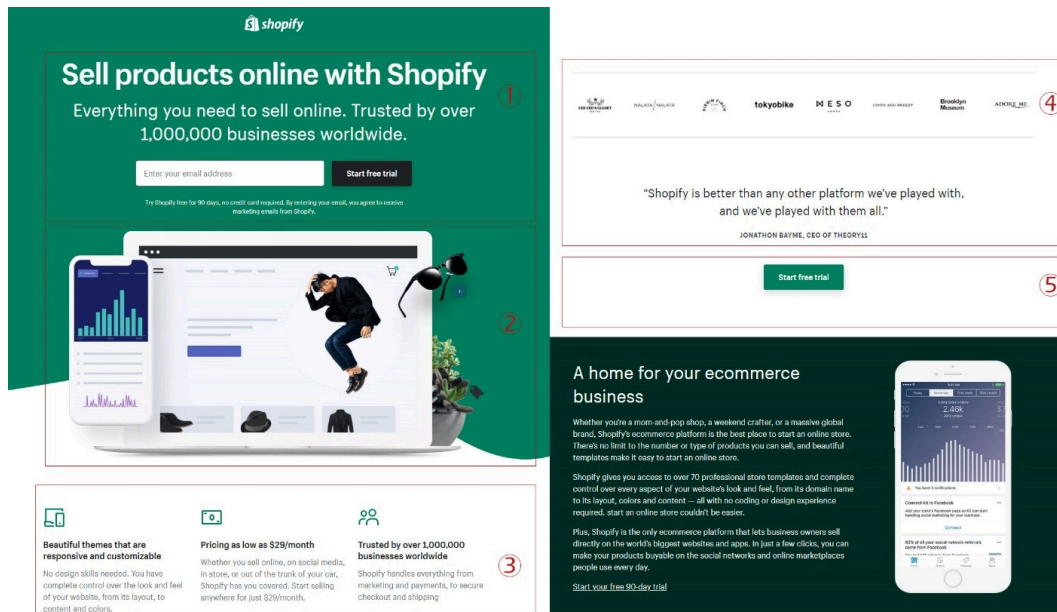 shopify
Sell products online with Shopify
①
Everything you need to sell online. Trusted by over
1,000,000 businesses worldwide.
Enter your email address
Start free trial
Try Shopify free for 90 days, no credit card required. By entering your email, you agree to receive
marketing emails from Shopify.
②
Beautiful themes that are
responsive and customizable
No design skills needed. You have
complete control over the look and feel
of your website, from its layout, to
content and colors.
Pricing as low as $29/month
Whether you sell online, on social media,
in store, or out of the trunk of your car,
Shopify has you covered. Start selling
anywhere for just $29/month.
Trusted by over 1,000,000
businesses worldwide
Shopify handles everything from
marketing and payments, to secure
checkout and shipping
③
NALATA/NALATA
tokyobike
MESO
Brooklyn
Museum
ADORE ME
④
“Shopify is better than any other platform we’ve played with,
and we’ve played with them all.”
JONATHON BAYME, CEO OF THEORY11
Start free trial
⑤
A home for your ecommerce
business
Whether you're a mom-and-pop shop, a weekend crafter, or a massive global
brand, Shopify's ecommerce platform is the best place to start an online store.
There's no limit to the number or type of products you can sell, and beautiful
templates make it easy to start an online store.
Shopify gives you access to over 70 professional store templates and complete
control over every aspect of your website's look and feel, from its domain name
to its layout, colors and content — all with no coding or design experience
required. start an online store couldn't be easier.
Plus, Shopify is the only ecommerce platform that lets business owners sell
directly on the world's biggest websites and apps. In just a few clicks, you can
make your products buyable on the social networks and online marketplaces
people use every day.
Start your free 90-day trial
Today
2.46k
You have 3 notifications
Connect Kit to Facebook
Connect
62% of all your social network referrals
come from Facebook